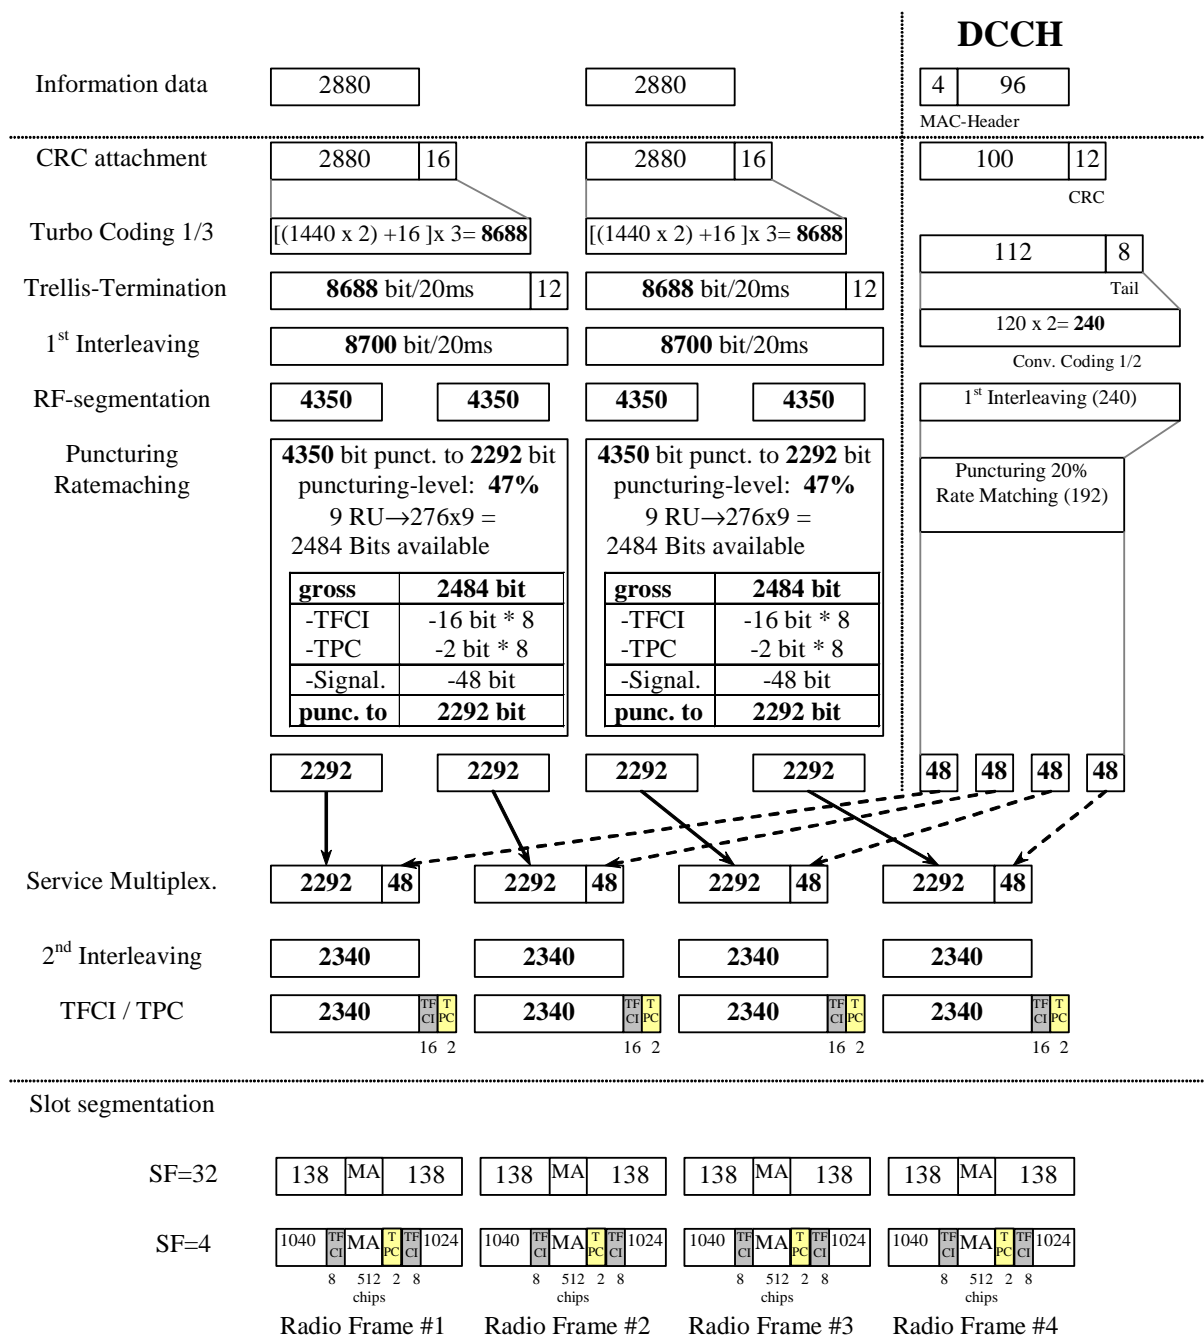 DCCH
Information data 2880 2880 4 96
MAC-Header
CRC attachment 2880 16 2880 16 100 12
CRC
Turbo Coding 1/3 [(1440 x 2) +16 ]x 3= 8688 [(1440 x 2) +16 ]x 3= 8688
112 8
Trellis-Termination 8688 bit/20ms 12 8688 bit/20ms 12 Tail
120 x 2= 240
1st Interleaving 8700 bit/20ms 8700 bit/20ms
Conv. Coding 1/2
RF-segmentation 4350 4350 4350 4350 1st Interleaving (240)
Puncturing 4350 bit punct. to 2292 bit 4350 bit punct. to 2292 bit
Ratemaching puncturing-level: 47% puncturing-level: 47%
Puncturing 20%
Rate Matching (192)
9 RU→276x9 = 9 RU→276x9 =
2484 Bits available 2484 Bits available
gross 2484 bit gross 2484 bit
-TFCI -16 bit * 8 -TFCI -16 bit * 8
-TPC -2 bit * 8 -TPC -2 bit * 8
-Signal. -48 bit -Signal. -48 bit
punc. to 2292 bit punc. to 2292 bit
2292 2292 2292 2292 48 48 48 48
Service Multiplex. 2292 48 2292 48 2292 48 2292 48
2nd Interleaving 2340 2340 2340 2340
TFCI / TPC 2340 TF CI T PC 2340 TF CI T PC 2340 TF CI T PC 2340 TF CI T PC
16 2 16 2 16 2 16 2
Slot segmentation
SF=32 138 MA 138 138 MA 138 138 MA 138 138 MA 138
SF=4 1040 TF CI MA T PC TF CI 1024 1040 TF CI MA T PC TF CI 1024 1040 TF CI MA T PC TF CI 1024 1040 TF CI MA T PC TF CI 1024
8 512 2 8 8 512 2 8 8 512 2 8 8 512 2 8
chips chips chips chips
Radio Frame #1 Radio Frame #2 Radio Frame #3 Radio Frame #4